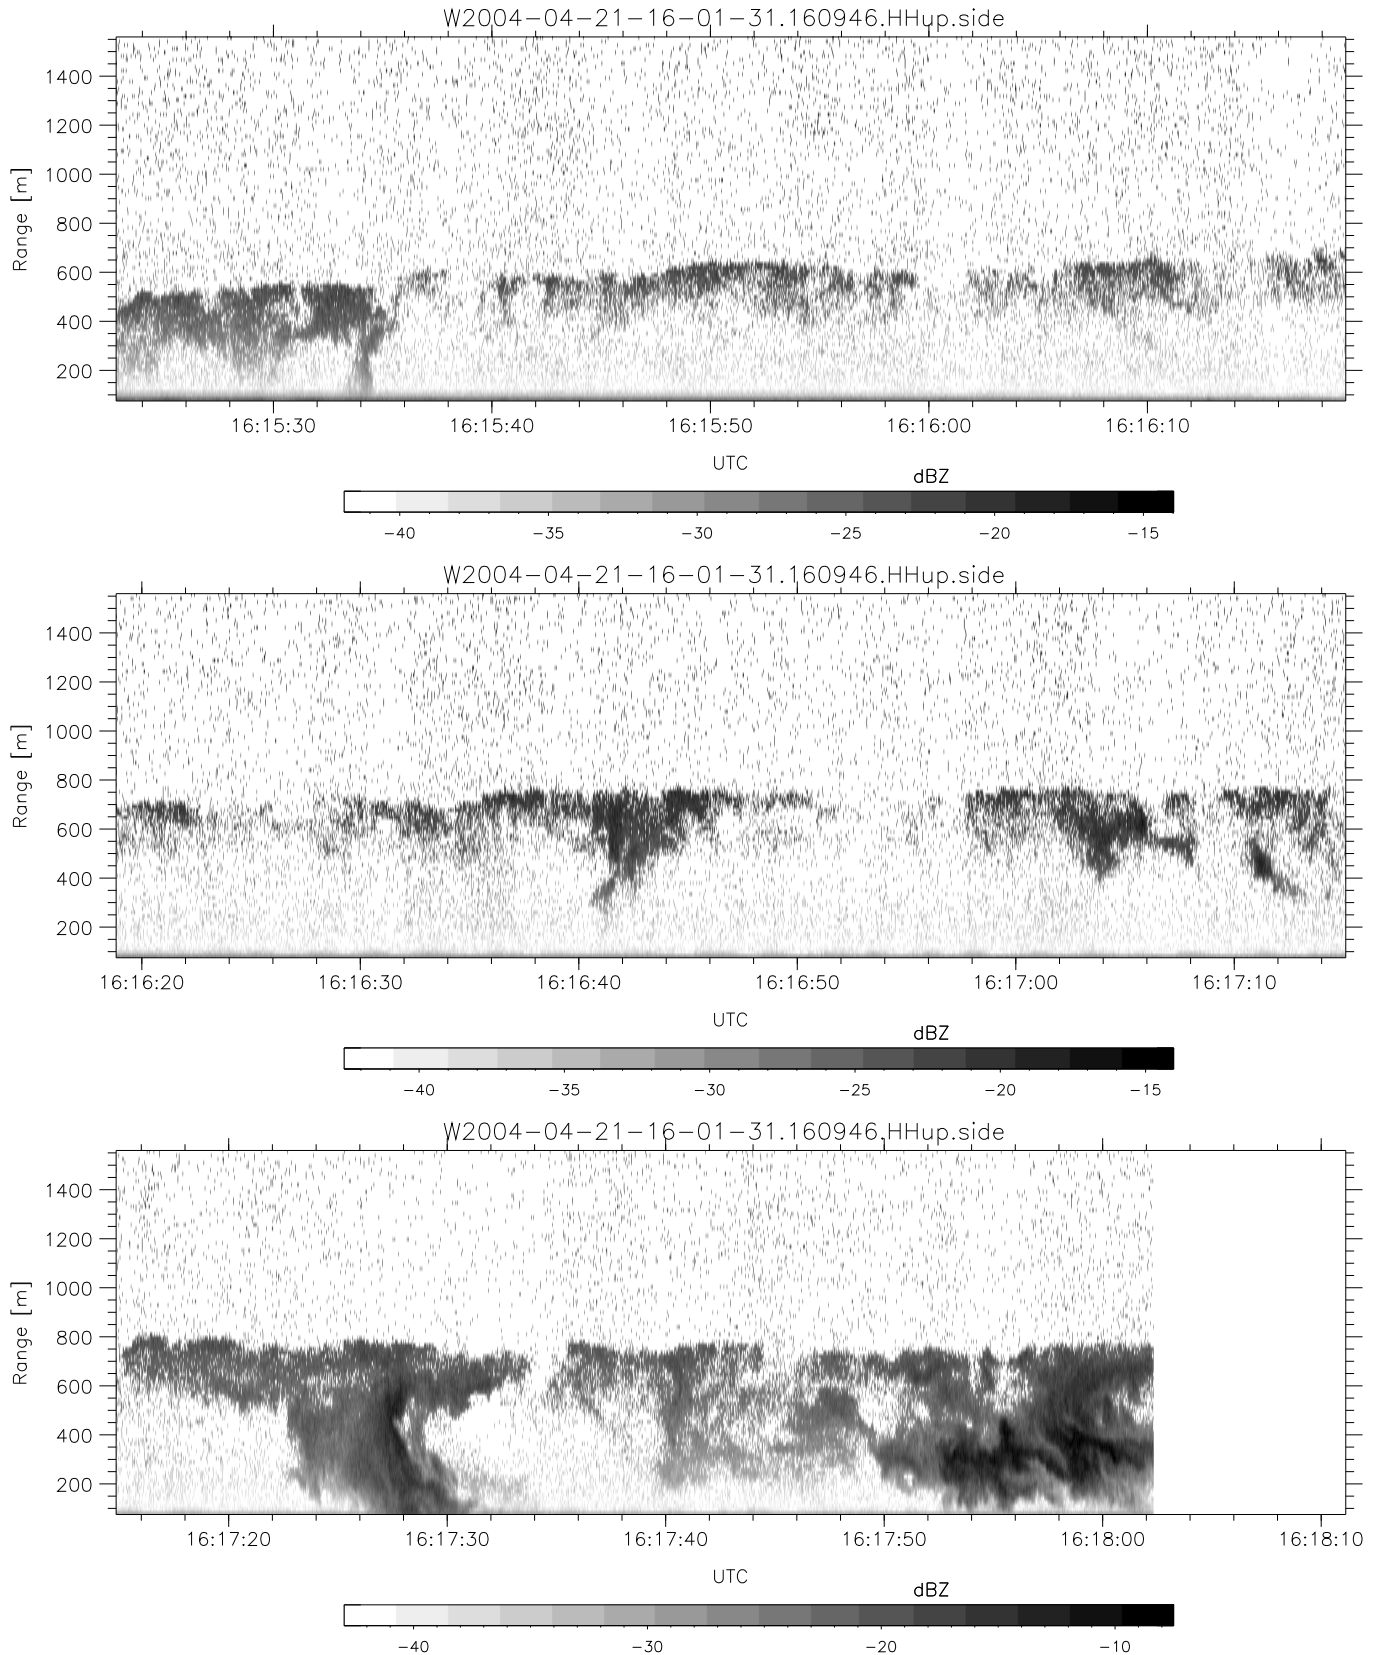 W2004-04-21-16-01-31.160946.HHup.side
1400
1200
1000
800
600
400
200
Range [m]
16:15:30 16:15:40 16:15:50 16:16:00 16:16:10
UTC
dBZ
-40 -35 -30 -25 -20 -15
W2004-04-21-16-01-31.160946.HHup.side
1400
1200
1000
800
600
400
200
Range [m]
16:16:20 16:16:30 16:16:40 16:16:50 16:17:00 16:17:10
UTC
dBZ
-40 -35 -30 -25 -20 -15
W2004-04-21-16-01-31.160946.HHup.side
1400
1200
1000
800
600
400
200
Range [m]
16:17:20 16:17:30 16:17:40 16:17:50 16:18:00 16:18:10
UTC
dBZ
-40 -30 -20 -10